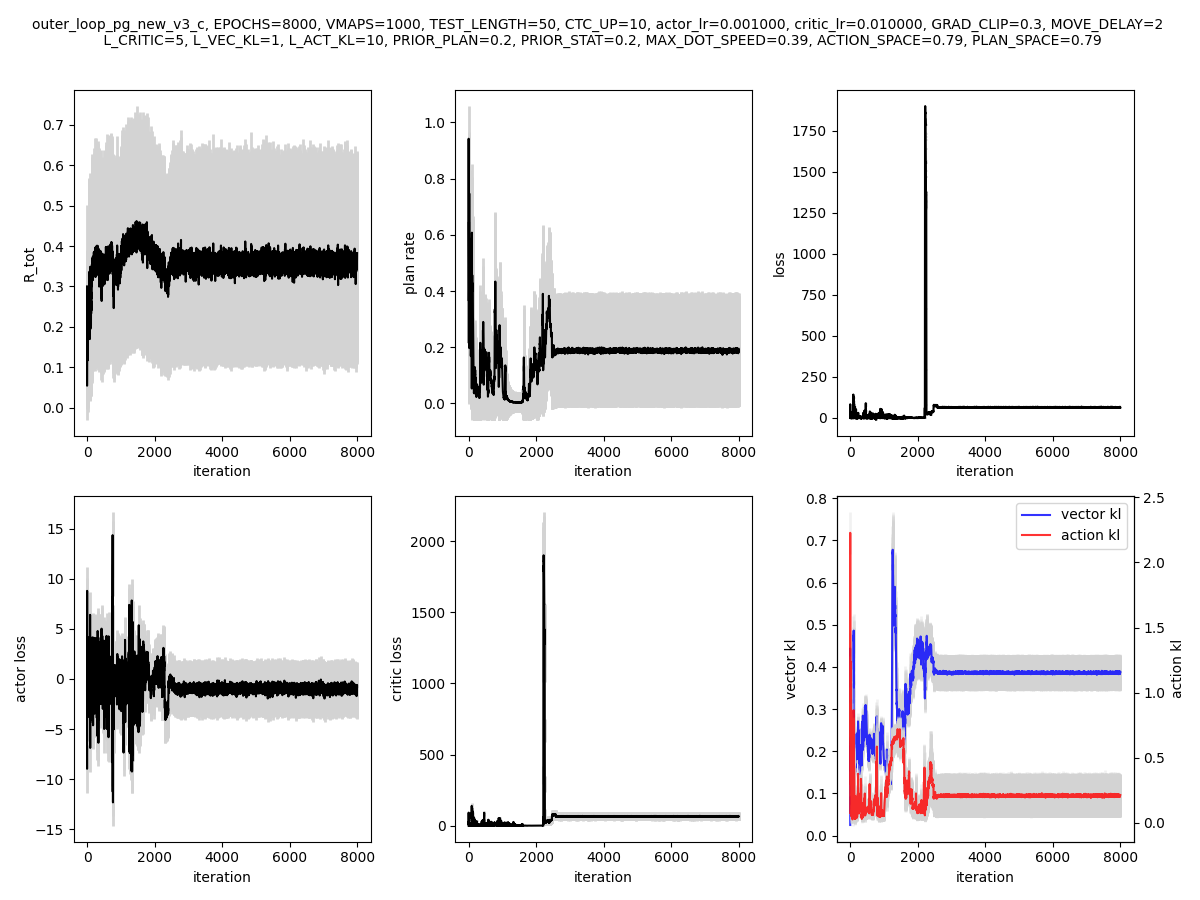 outer_loop_pg_new_v3_c, EPOCHS=8000, VMAPS=1000, TEST_LENGTH=50, CTC_UP=10, actor_lr=0.001000, critic_lr=0.010000, GRAD_CLIP=0.3, MOVE_DELAY=2
L_CRITIC=5, L_VEC_KL=1, L_ACT_KL=10, PRIOR_PLAN=0.2, PRIOR_STAT=0.2, MAX_DOT_SPEED=0.39, ACTION_SPACE=0.79, PLAN_SPACE=0.79
R_tot
0.7
0.6
0.5
0.4
0.3
0.2
0.1
0.0
0 2000 4000 6000 8000
iteration
plan rate
1.0
0.8
0.6
0.4
0.2
0.0
0 2000 4000 6000 8000
iteration
loss
1750
1500
1250
1000
750
500
250
0
0 2000 4000 6000 8000
iteration
actor loss
15
10
5
0
−5
−10
−15
0 2000 4000 6000 8000
iteration
critic loss
2000
1500
1000
500
0
0 2000 4000 6000 8000
iteration
vector kl
0.8
0.7
0.6
0.5
0.4
0.3
0.2
0.1
0.0
vector kl
action kl
0 2000 4000 6000 8000
iteration
2.5
2.0
1.5
1.0
0.5
0.0
action kl